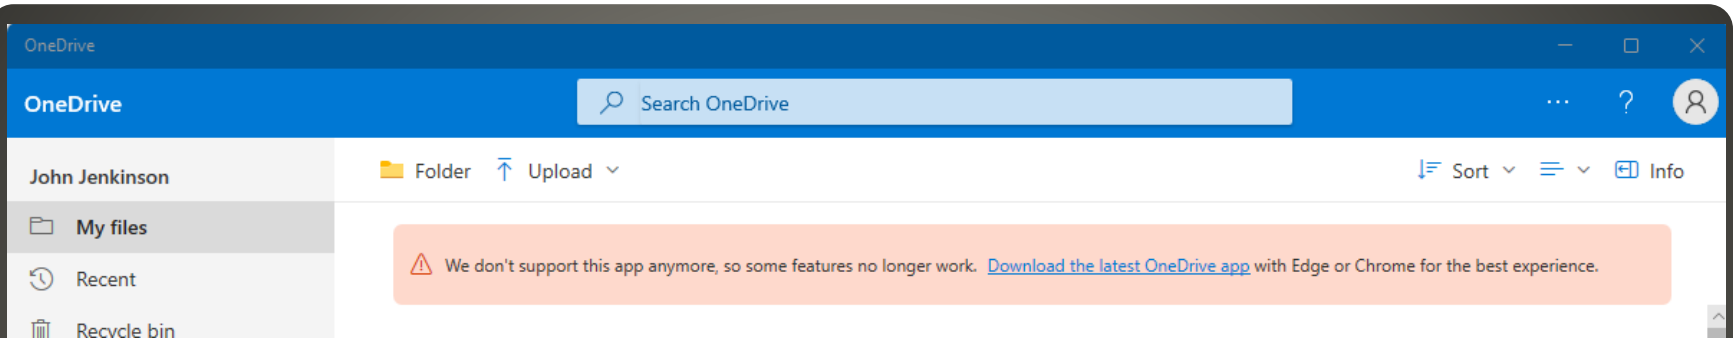 OneDrive
OneDrive
Search OneDrive
John Jenkinson
Folder Upload
Sort Info
My files
We don't support this app anymore, so some features no longer work. Download the latest OneDrive app with Edge or Chrome for the best experience.
Recent
Recycle bin